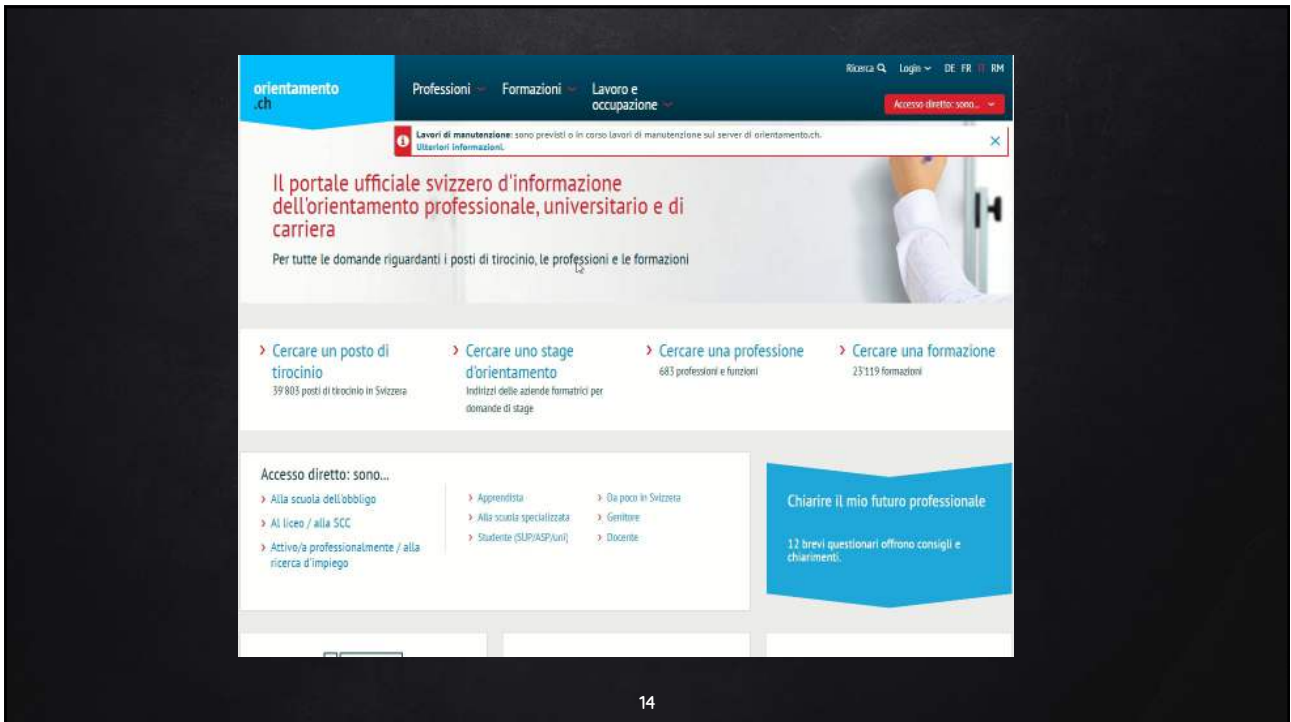 orientamento
.ch
Professioni
Formazioni
Lavoro e
occupazione
Ricerca
Login
DE FR IT RM
Accesso diretto: sono...
Lavori di manutenzione: sono previsti o in corso lavori di manutenzione sul server di orientamento.ch.
Ulteriori informazioni.
Il portale ufficiale svizzero d'informazione
dell'orientamento professionale, universitario e di
carriera
Per tutte le domande riguardanti i posti di tirocinio, le professioni e le formazioni
Cercare un posto di
tirocinio
39'803 posti di tirocinio in Svizzera
Cercare uno stage
d'orientamento
Indirizzi delle aziende formatrici per
domande di stage
Cercare una professione
683 professioni e funzioni
Cercare una formazione
23'119 formazioni
Accesso diretto: sono...
Alla scuola dell'obbligo
Al liceo / alla SCC
Attivo/a professionalmente / alla
ricerca d'impiego
Apprendista
Alla scuola specializzata
Studente (SUP/ASP/uni)
Da poco in Svizzera
Genitore
Docente
Chiarire il mio futuro professionale
12 brevi questionari offrono consigli e
chiarimenti.
14